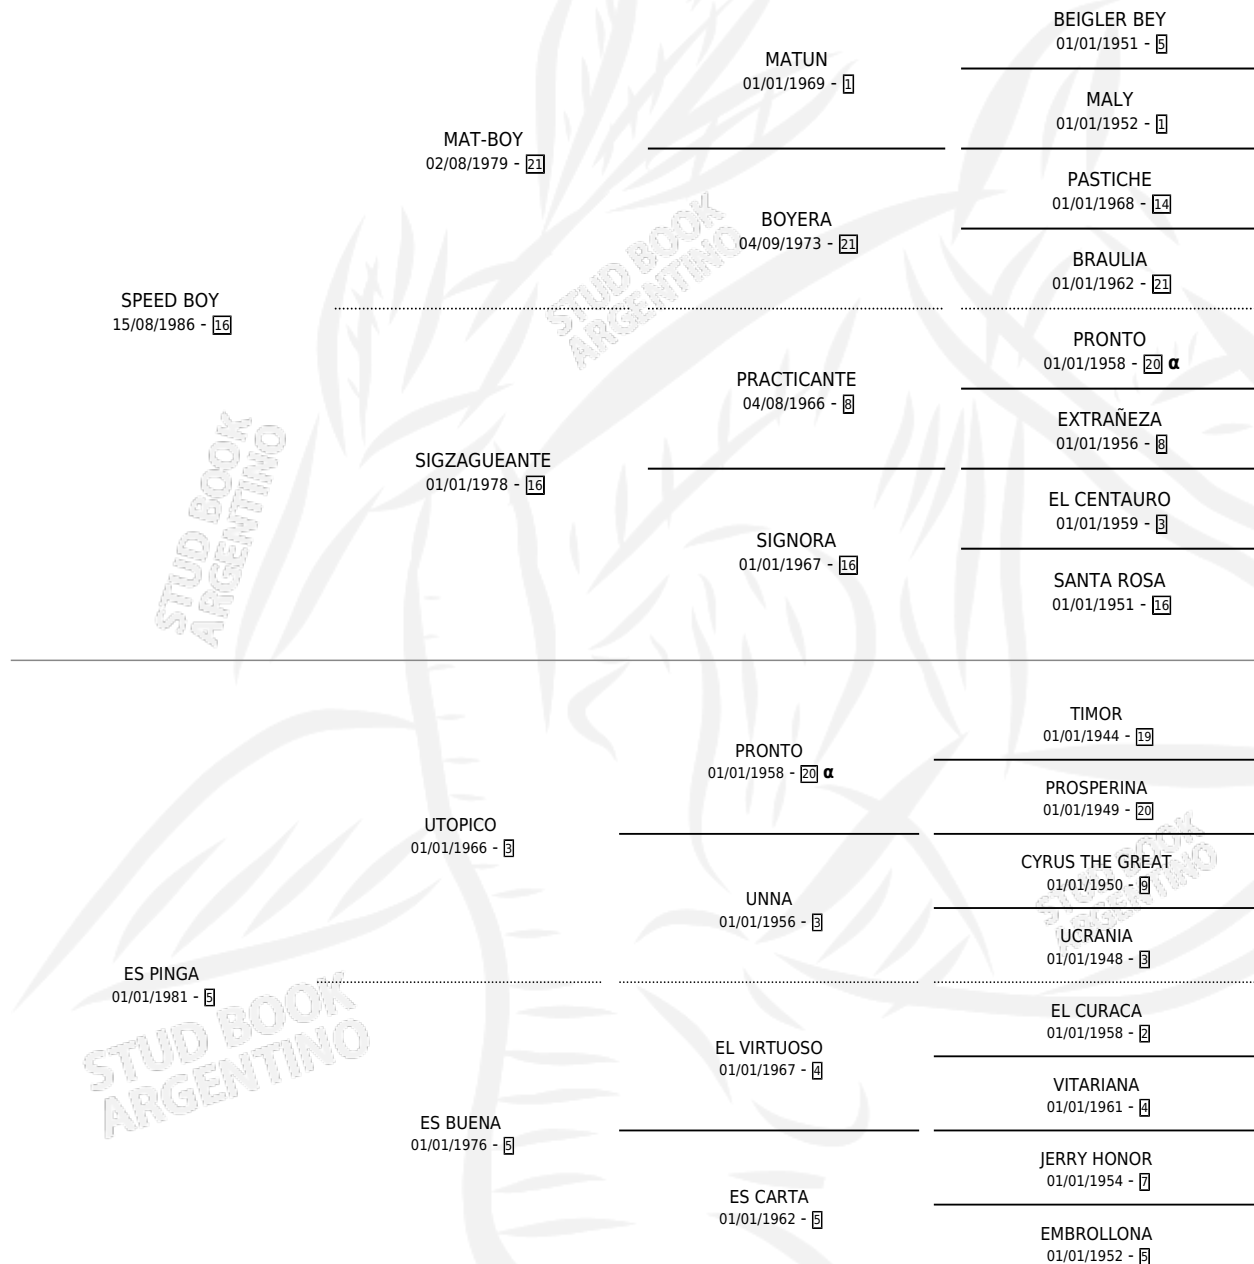 BEIGLER BEY
01/01/1951 - 5
MATUN
01/01/1969 - 1
MALY
01/01/1952 - 1
MAT-BOY
02/08/1979 - 21
PASTICHE
01/01/1968 - 14
BOYERA
04/09/1973 - 21
BRAULIA
01/01/1962 - 21
SPEED BOY
15/08/1986 - 16
PRONTO
01/01/1958 - 20 α
PRACTICANTE
04/08/1966 - 8
EXTRAÑEZA
01/01/1956 - 8
SIGZAGUEANTE
01/01/1978 - 16
EL CENTAURO
01/01/1959 - 3
SIGNORA
01/01/1967 - 16
SANTA ROSA
01/01/1951 - 16
TIMOR
01/01/1944 - 19
PRONTO
01/01/1958 - 20 α
PROSPERINA
01/01/1949 - 20
UTOPICO
01/01/1966 - 3
CYRUS THE GREAT
01/01/1950 - 9
UNNA
01/01/1956 - 3
UCRANIA
01/01/1948 - 3
ES PINGA
01/01/1981 - 5
EL CURACA
01/01/1958 - 2
EL VIRTUOSO
01/01/1967 - 4
VITARIANA
01/01/1961 - 4
ES BUENA
01/01/1976 - 5
JERRY HONOR
01/01/1954 - 7
ES CARTA
01/01/1962 - 5
EMBROLLONA
01/01/1952 - 5
STUD BOOK
ARGENTINO
STUD BOOK
ARGENTINO
STUD BOOK
ARGENTINO
STUD BOOK
ARGENTINO